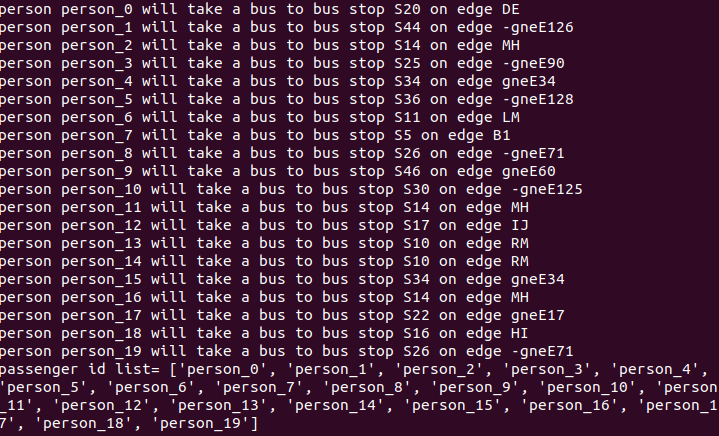 person person_0 will take a bus to bus stop S20 on edge DE
person person_1 will take a bus to bus stop S44 on edge -gneE126
person person_2 will take a bus to bus stop S14 on edge MH
person person_3 will take a bus to bus stop S25 on edge -gneE90
person person_4 will take a bus to bus stop S34 on edge gneE34
person person_5 will take a bus to bus stop S36 on edge -gneE128
person person_6 will take a bus to bus stop S11 on edge LM
person person_7 will take a bus to bus stop S5 on edge B1
person person_8 will take a bus to bus stop S26 on edge -gneE71
person person_9 will take a bus to bus stop S46 on edge gneE60
person person_10 will take a bus to bus stop S30 on edge -gneE125
person person_11 will take a bus to bus stop S14 on edge MH
person person_12 will take a bus to bus stop S17 on edge IJ
person person_13 will take a bus to bus stop S10 on edge RM
person person_14 will take a bus to bus stop S10 on edge RM
person person_15 will take a bus to bus stop S34 on edge gneE34
person person_16 will take a bus to bus stop S14 on edge MH
person person_17 will take a bus to bus stop S22 on edge gneE17
person person_18 will take a bus to bus stop S16 on edge HI
person person_19 will take a bus to bus stop S26 on edge -gneE71
passenger id list= ['person_0', 'person_1', 'person_2', 'person_3', 'person_4',
'person_5', 'person_6', 'person_7', 'person_8', 'person_9', 'person_10', 'person
_11', 'person_12', 'person_13', 'person_14', 'person_15', 'person_16', 'person_1
7', 'person_18', 'person_19']